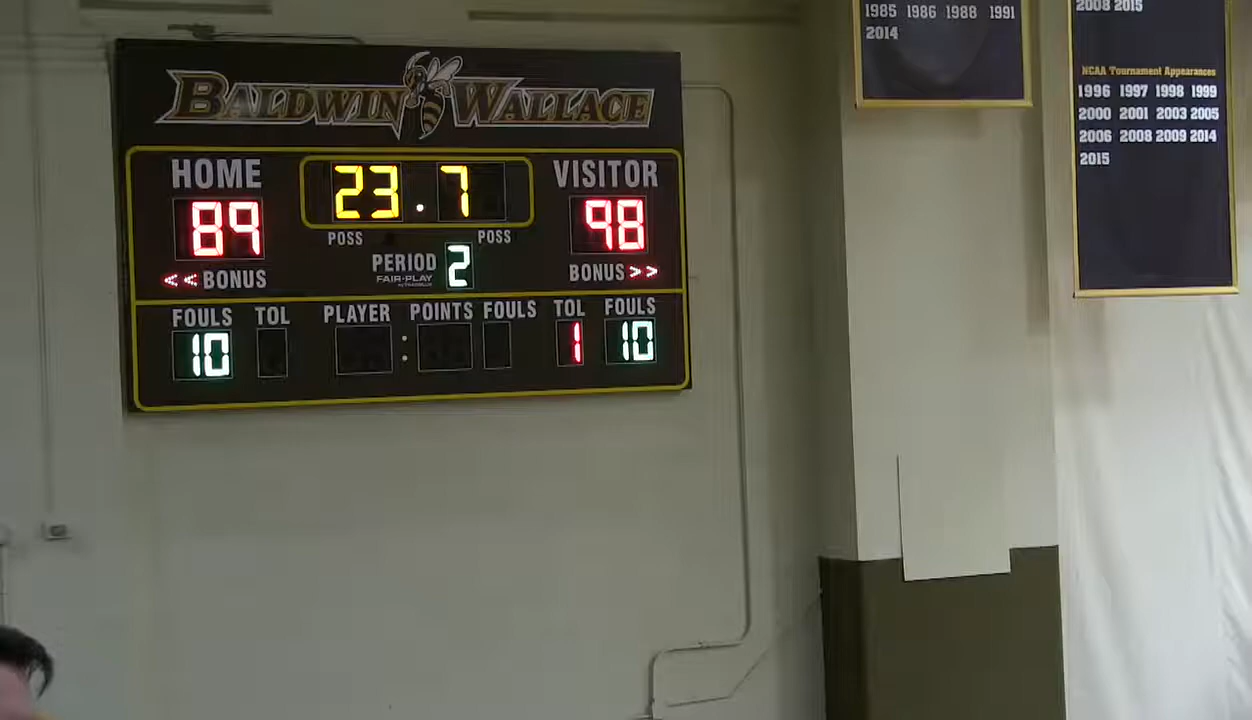 BALDWIN WALLACE
HOME 23.7 VISITOR
89 98
POSS POSS
PERIOD 2
FAIR-PLAY
<< BONUS BONUS >>
FOULS TOL PLAYER POINTS FOULS TOL FOULS
10 : 1 10
1985 1986 1988 1991
2014
2008 2015
NCAA Tournament Appearances
1996 1997 1998 1999
2000 2001 2003 2005
2006 2008 2009 2014
2015